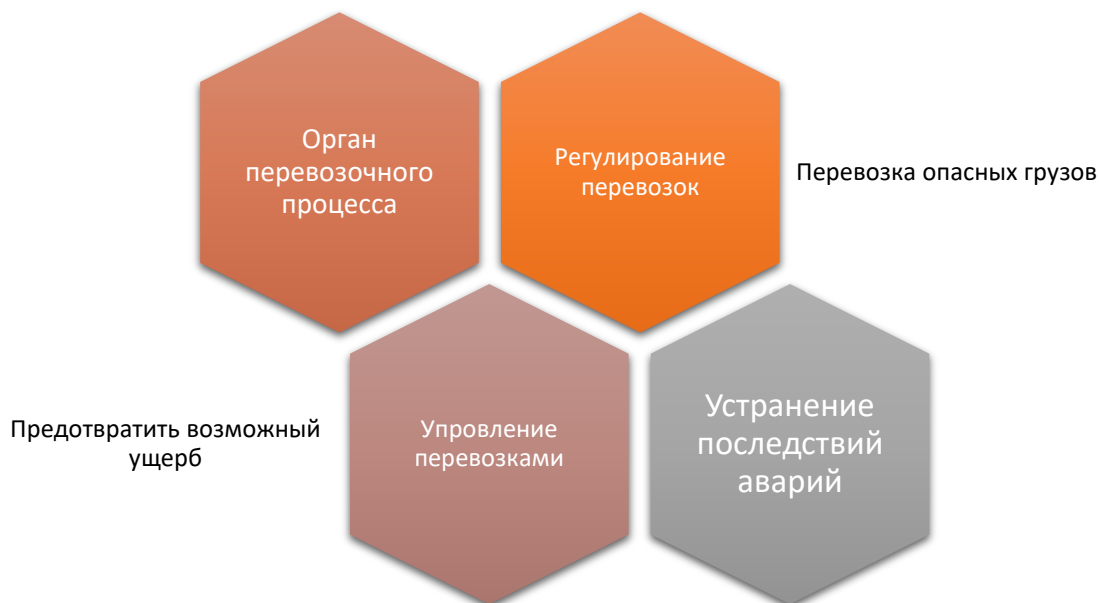 Орган
перевозочного
процесса
Регулирование
перевозок
Перевозка опасных грузов
Предотвратить возможный
ущерб
Упровление
перевозками
Устранение
последствий
аварий